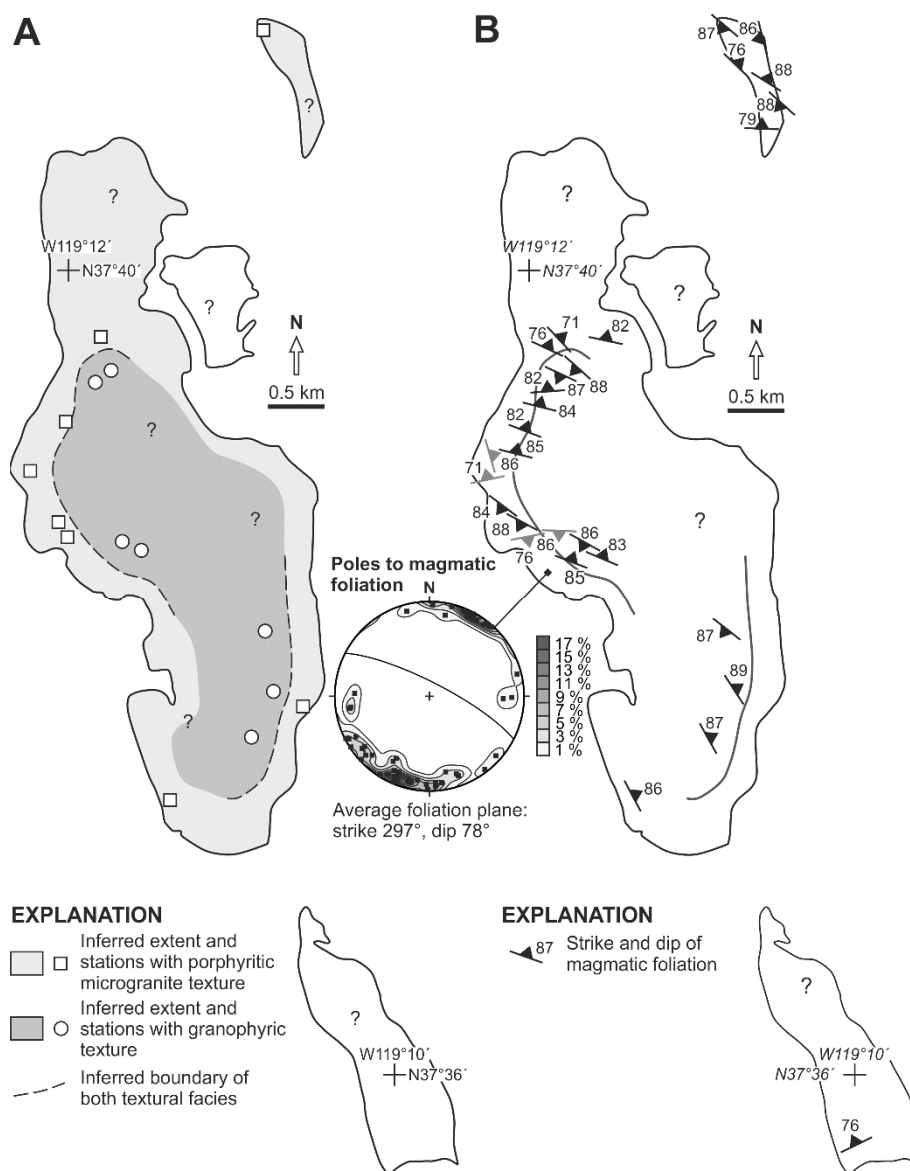 A
?
?
W119°12´
N37°40´
?
N
0.5 km
?
?
?
B
87
86
76
88
88
79
?
W119°12´
N37°40´
?
N
0.5 km
71
76
82
82
87
88
84
82
85
71
86
84
88
86
83
76
86
85
?
87
89
87
86
Poles to magmatic
foliation
N
17 %
15 %
13 %
11 %
9 %
7 %
5 %
3 %
1 %
Average foliation plane:
strike 297°, dip 78°
EXPLANATION
Inferred extent and
stations with porphyritic
microgranite texture
Inferred extent and
stations with granophyric
texture
Inferred boundary of
both textural facies
?
W119°10´
N37°36´
EXPLANATION
87 Strike and dip of
magmatic foliation
?
W119°10´
N37°36´
76